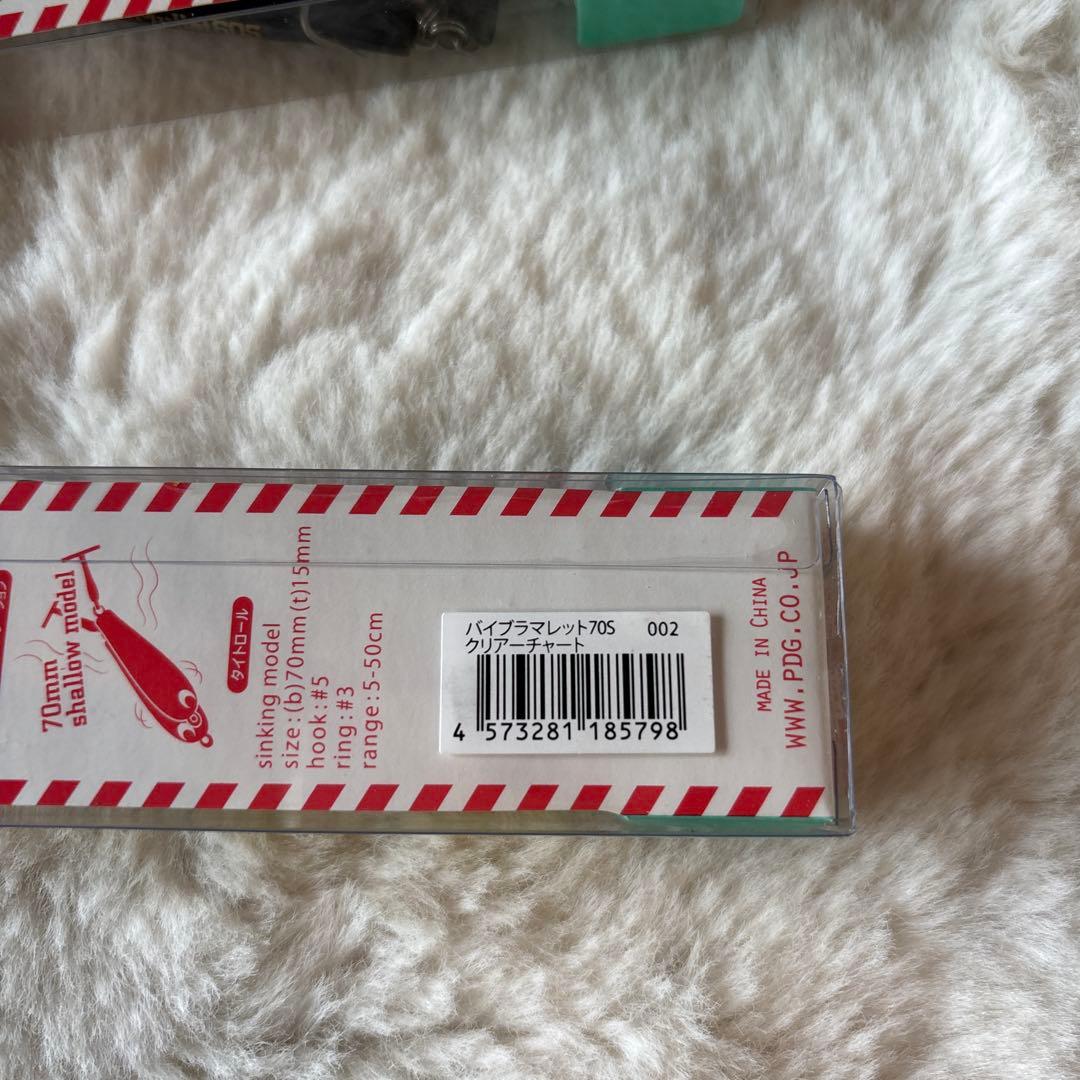 70mm
shallow model
タイトロール
sinking model
size:(b)70mm(t)15mm
hook:#5
ring:#3
range:5-50cm
バイブラマレット70S 002
クリアーチャート
4 573281 185798
MADE IN CHINA
WWW.PDG.CO.JP